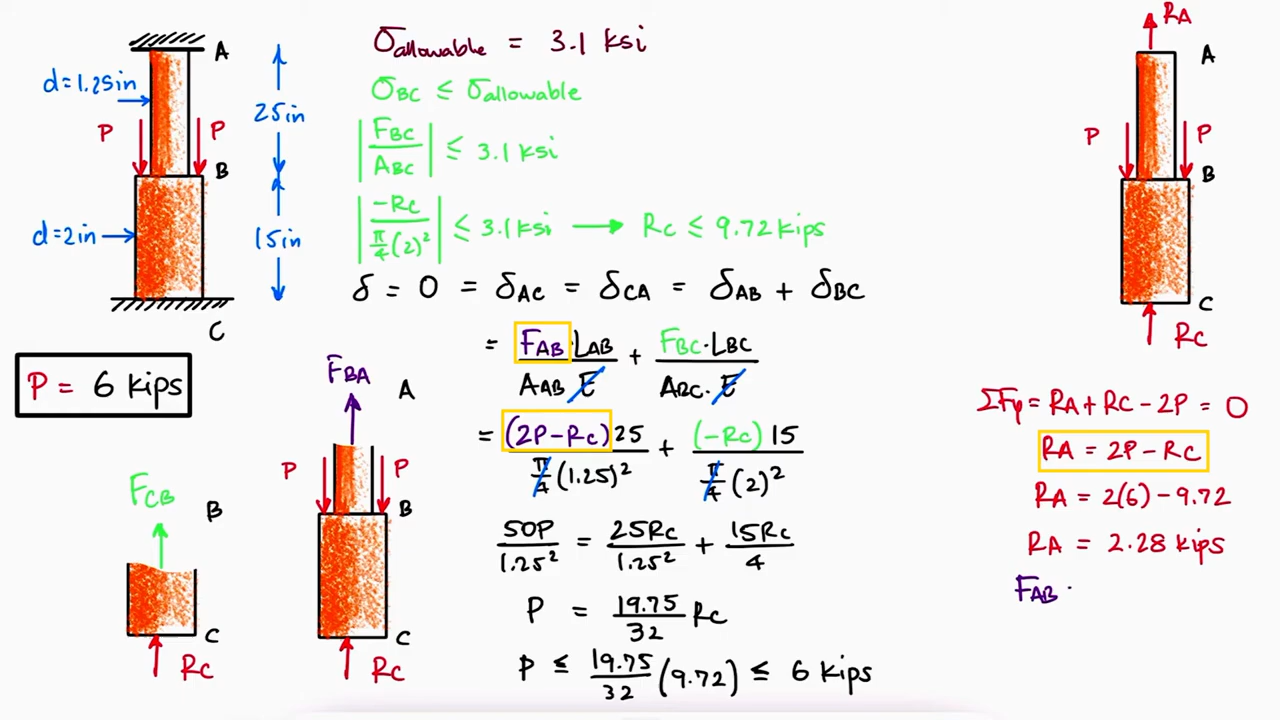 A
d=1.25in
25in
P
P
B
d=2in
15in
C
P = 6 kips
σallowable = 3.1 ksi
σBC ≤ σallowable
|FBC/ABC| ≤ 3.1 ksi
|-RC/(π/4 (2)²)| ≤ 3.1 ksi → RC ≤ 9.72 kips
δ = 0 = δAC = δCA = δAB + δBC
= FAB·LAB/AAB·E + FBC·LBC/ABC·E
= (2P-RC)25/(π/4 (1.25)²) + (-RC)15/(π/4 (2)²)
50P/1.25² = 25RC/1.25² + 15RC/4
P = 19.75/32 RC
P ≤ 19.75/32 (9.72) ≤ 6 kips
FCB
B
C
RC
FBA
A
P
P
B
C
RC
RA
A
P
P
B
C
RC
ΣFy = RA + RC - 2P = 0
RA = 2P - RC
RA = 2(6) - 9.72
RA = 2.28 kips
FAB